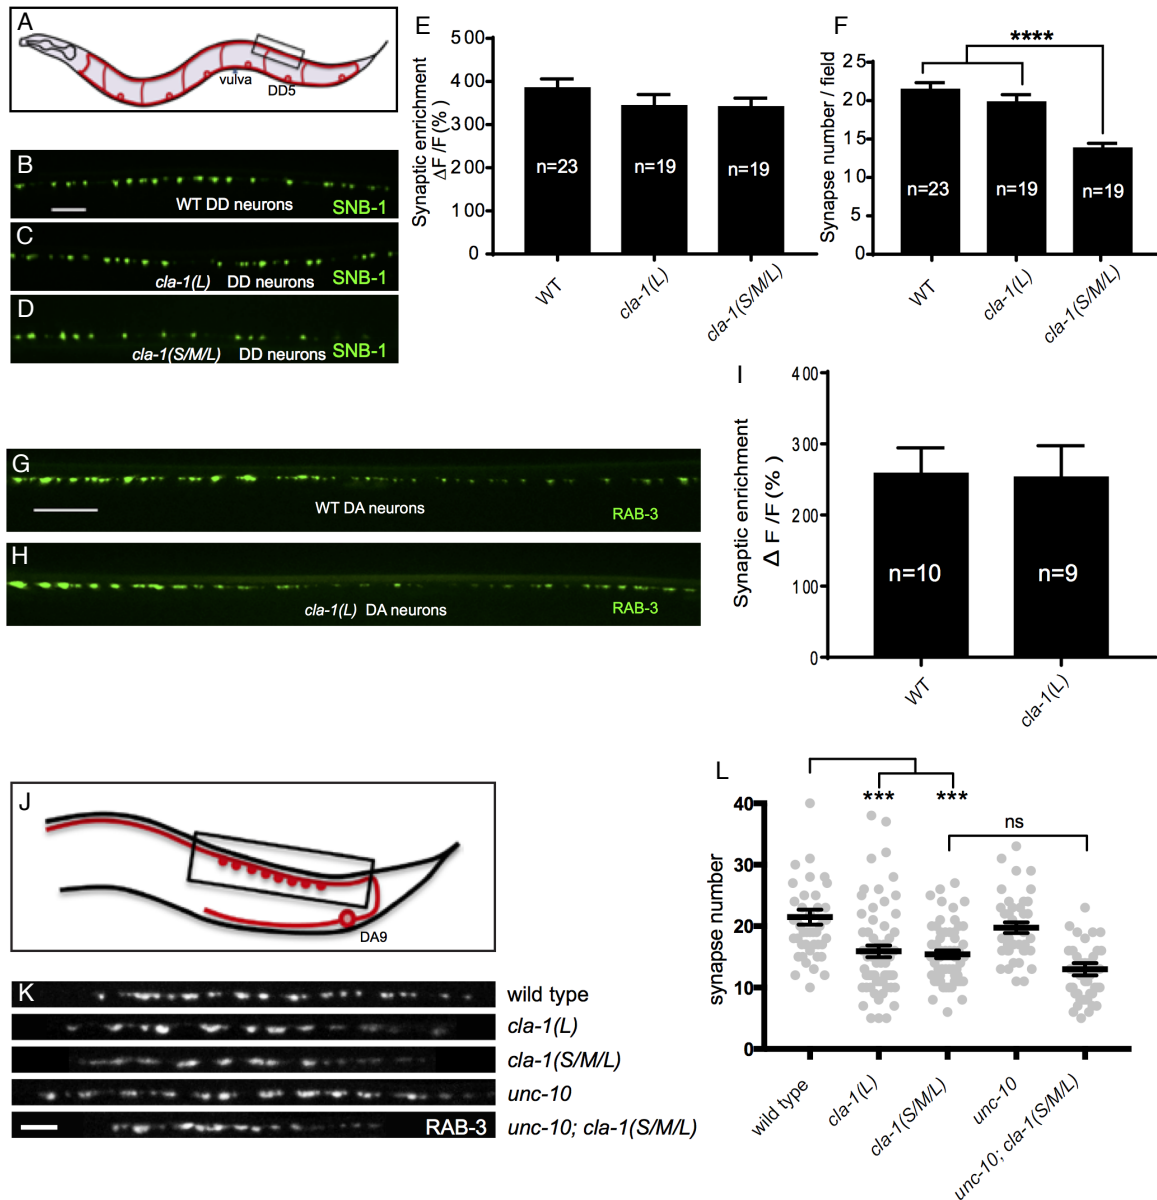 A
vulva
DD5
B
WT DD neurons
SNB-1
C
cla-1(L) DD neurons
SNB-1
D
cla-1(S/M/L) DD neurons
SNB-1
E
Synaptic enrichment
ΔF /F (%)
500
400
300
200
100
0
n=23
n=19
n=19
WT
cla-1(L)
cla-1(S/M/L)
F
****
Synapse number / field
25
20
15
10
5
0
n=23
n=19
n=19
WT
cla-1(L)
cla-1(S/M/L)
G
WT DA neurons
RAB-3
H
cla-1(L) DA neurons
RAB-3
I
Synaptic enrichment
Δ F /F (%)
400
300
200
100
0
n=10
n=9
WT
cla-1(L)
J
DA9
K
wild type
cla-1(L)
cla-1(S/M/L)
unc-10
RAB-3
unc-10; cla-1(S/M/L)
L
*** ***
ns
synapse number
40
30
20
10
0
wild type
cla-1(L)
cla-1(S/M/L)
unc-10
unc-10; cla-1(S/M/L)